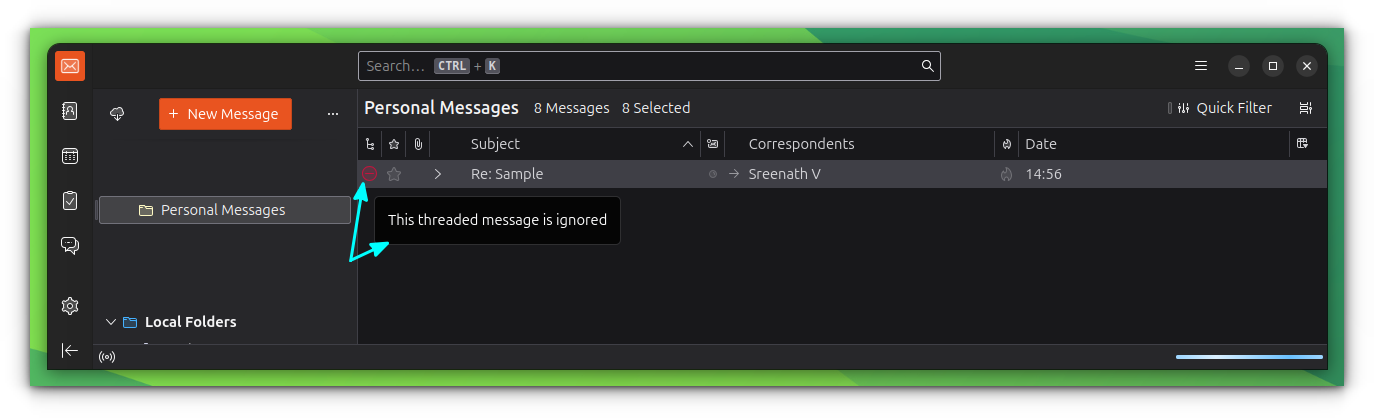 Search… CTRL + K
+ New Message
Personal Messages 8 Messages 8 Selected Quick Filter
Subject Correspondents Date
Re: Sample Sreenath V 14:56
Personal Messages
This threaded message is ignored
Local Folders